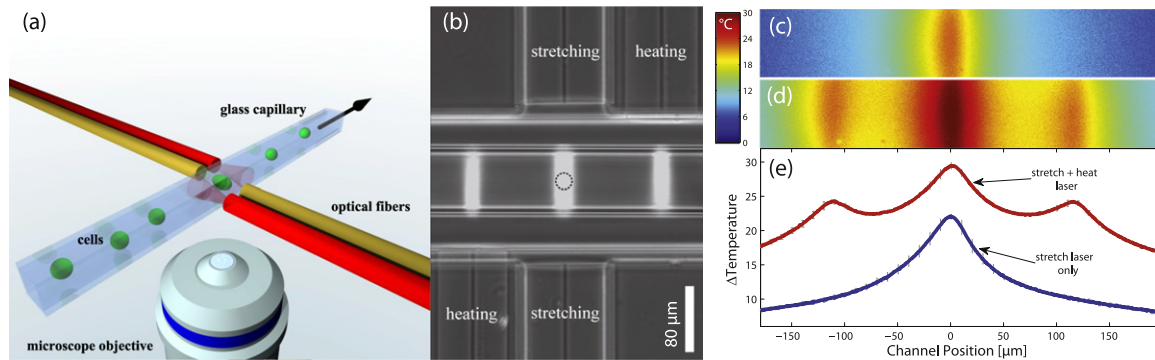 (a)
glass capillary
optical fibers
cells
microscope objective
(b)
stretching
heating
heating
stretching
80 µm
°C
30
24
18
12
6
0
(c)
(d)
(e)
30
25
20
15
10
ΔTemperature
stretch + heat
laser
stretch laser
only
−150
−100
−50
0
50
100
150
Channel Position [µm]